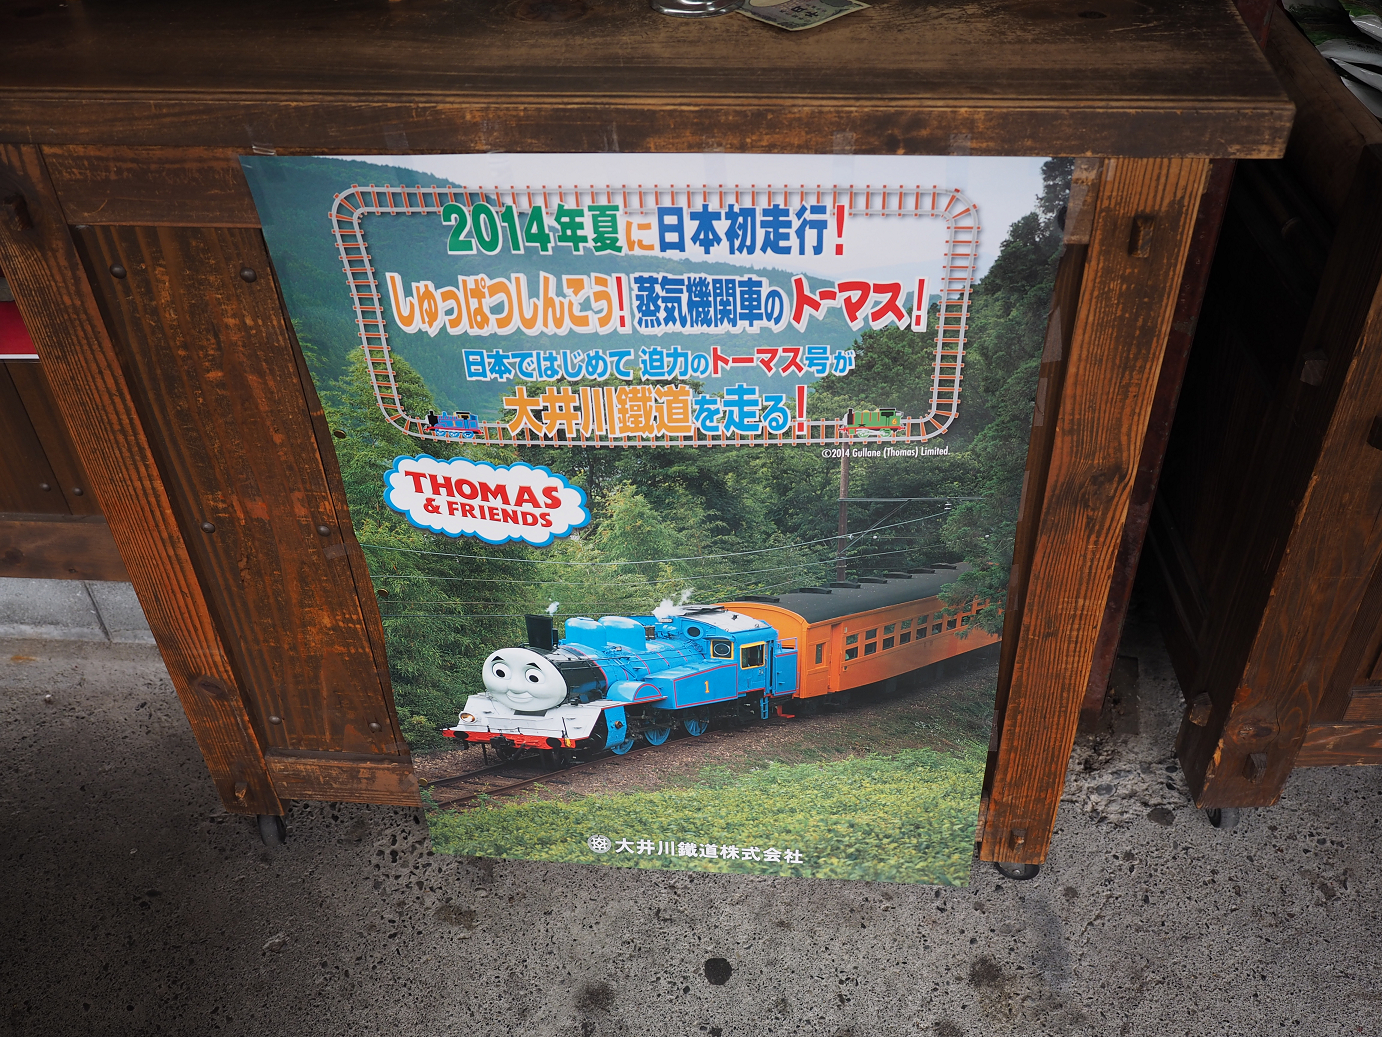 2014年夏に日本初走行!
しゅっぱつしんこう!蒸気機関車のトーマス!
日本ではじめて 迫力のトーマス号が
大井川鐵道を走る!
©2014 Gullane (Thomas) Limited.
THOMAS
& FRIENDS
1
大井川鐵道株式会社